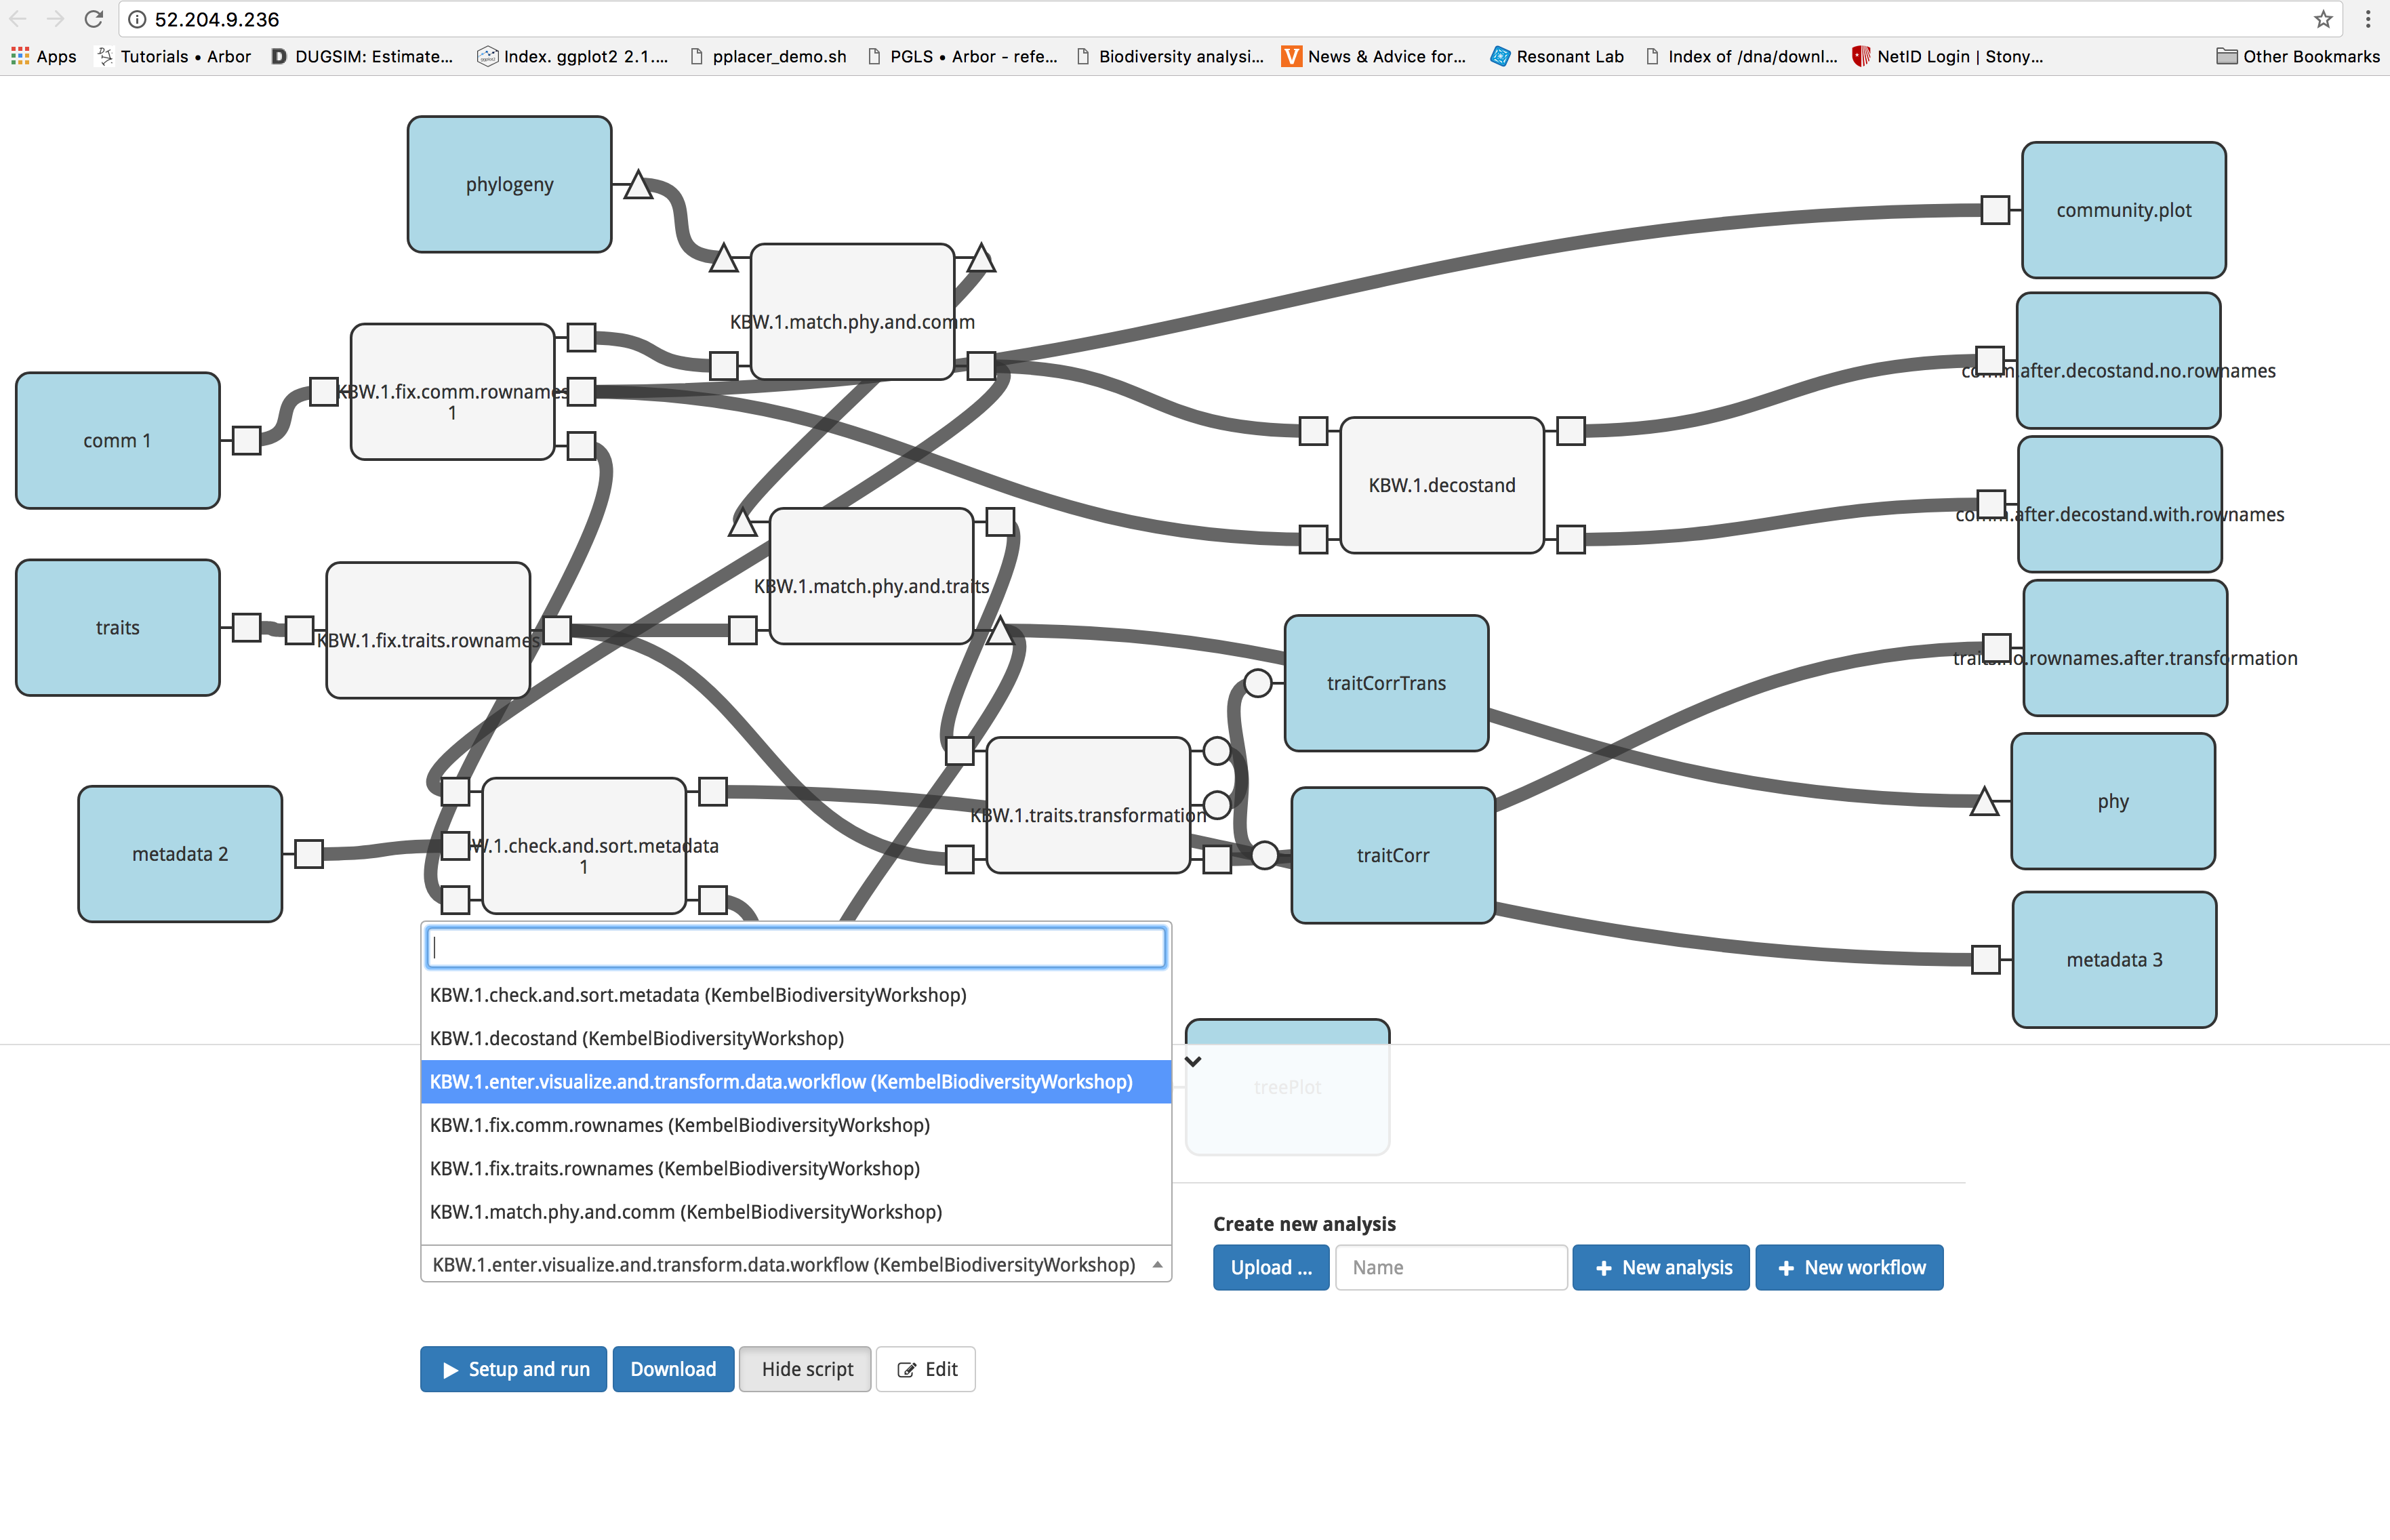 52.204.9.236
Apps Tutorials • Arbor DUGSIM: Estimate... Index. ggplot2 2.1.... pplacer_demo.sh PGLS • Arbor - refe... Biodiversity analysi... News & Advice for... Resonant Lab Index of /dna/downl... NetID Login | Stony... Other Bookmarks
phylogeny
community.plot
KBW.1.match.phy.and.comm
comm.after.decostand.no.rownames
KBW.1.fix.comm.rownames
1
comm 1
KBW.1.decostand
comm.after.decostand.with.rownames
KBW.1.match.phy.and.traits
traits
KBW.1.fix.traits.rownames
traits.no.rownames.after.transformation
traitCorrTrans
phy
KBW.1.traits.transformation
metadata 2
W.1.check.and.sort.metadata
1
traitCorr
metadata 3
KBW.1.check.and.sort.metadata (KembelBiodiversityWorkshop)
KBW.1.decostand (KembelBiodiversityWorkshop)
KBW.1.enter.visualize.and.transform.data.workflow (KembelBiodiversityWorkshop)
treePlot
KBW.1.fix.comm.rownames (KembelBiodiversityWorkshop)
KBW.1.fix.traits.rownames (KembelBiodiversityWorkshop)
KBW.1.match.phy.and.comm (KembelBiodiversityWorkshop)
KBW.1.enter.visualize.and.transform.data.workflow (KembelBiodiversityWorkshop)
Create new analysis
Upload ... Name + New analysis + New workflow
Setup and run Download Hide script Edit